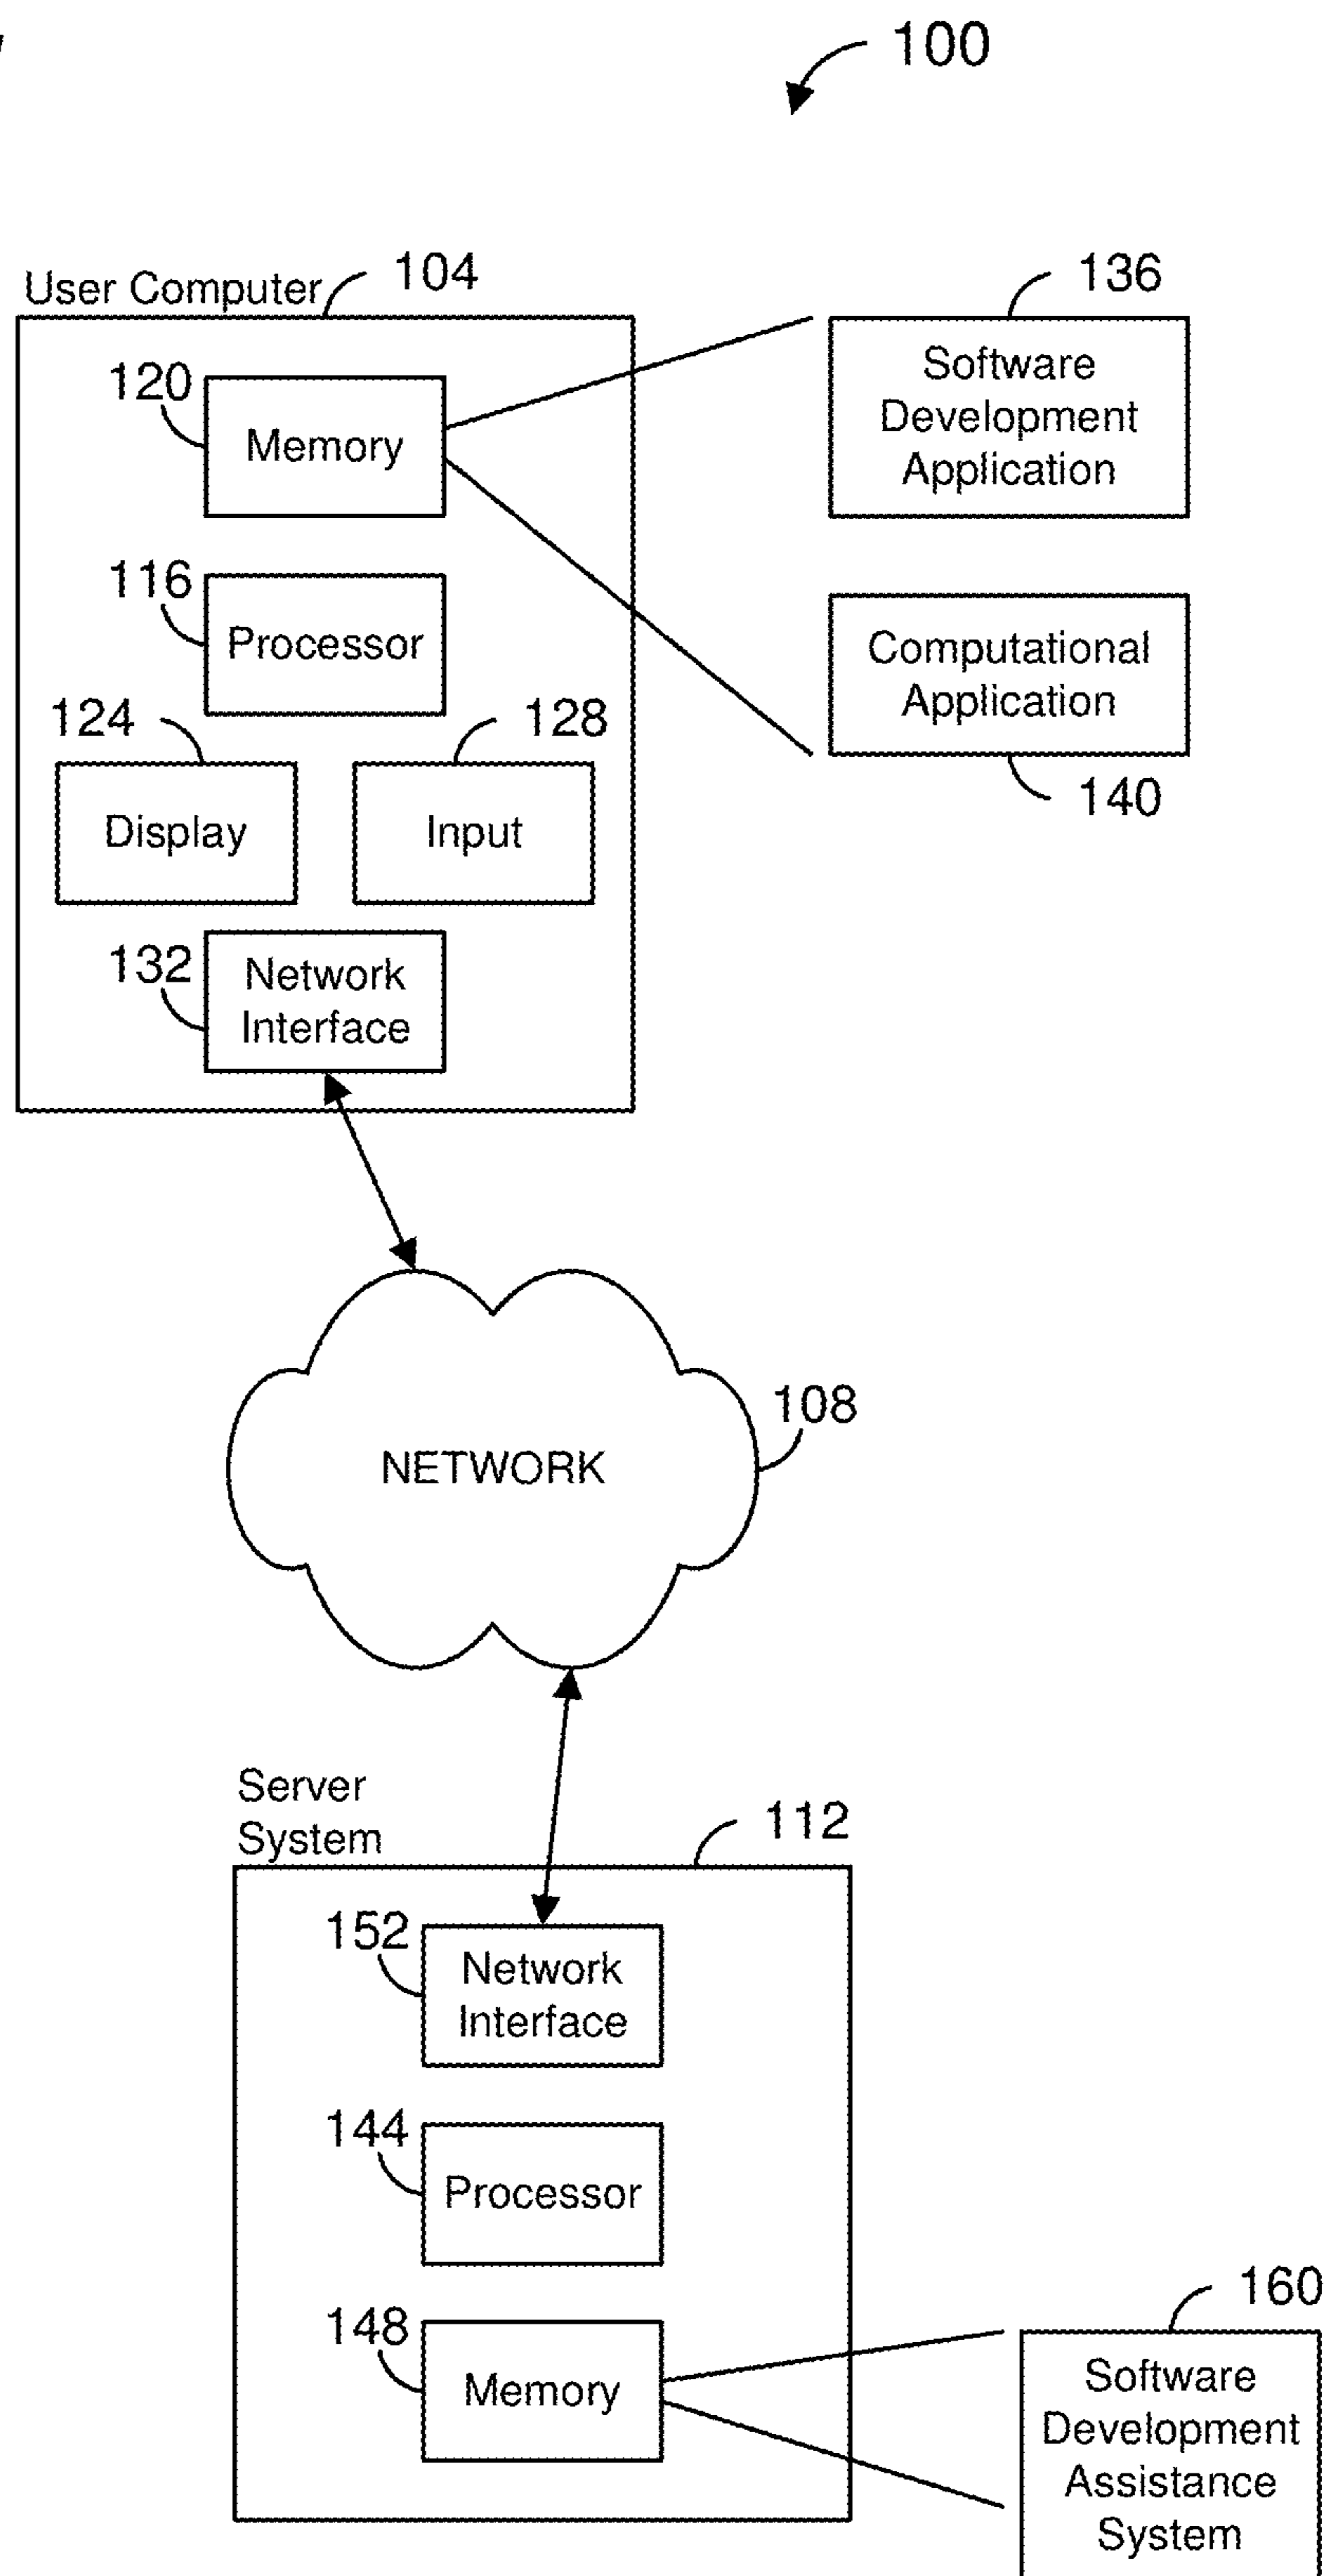 100
User Computer
104
136
120
Memory
Software
Development
Application
116
Processor
Computational
Application
140
124
128
Display
Input
132
Network
Interface
108
NETWORK
Server
System
112
152
Network
Interface
144
Processor
148
Memory
160
Software
Development
Assistance
System